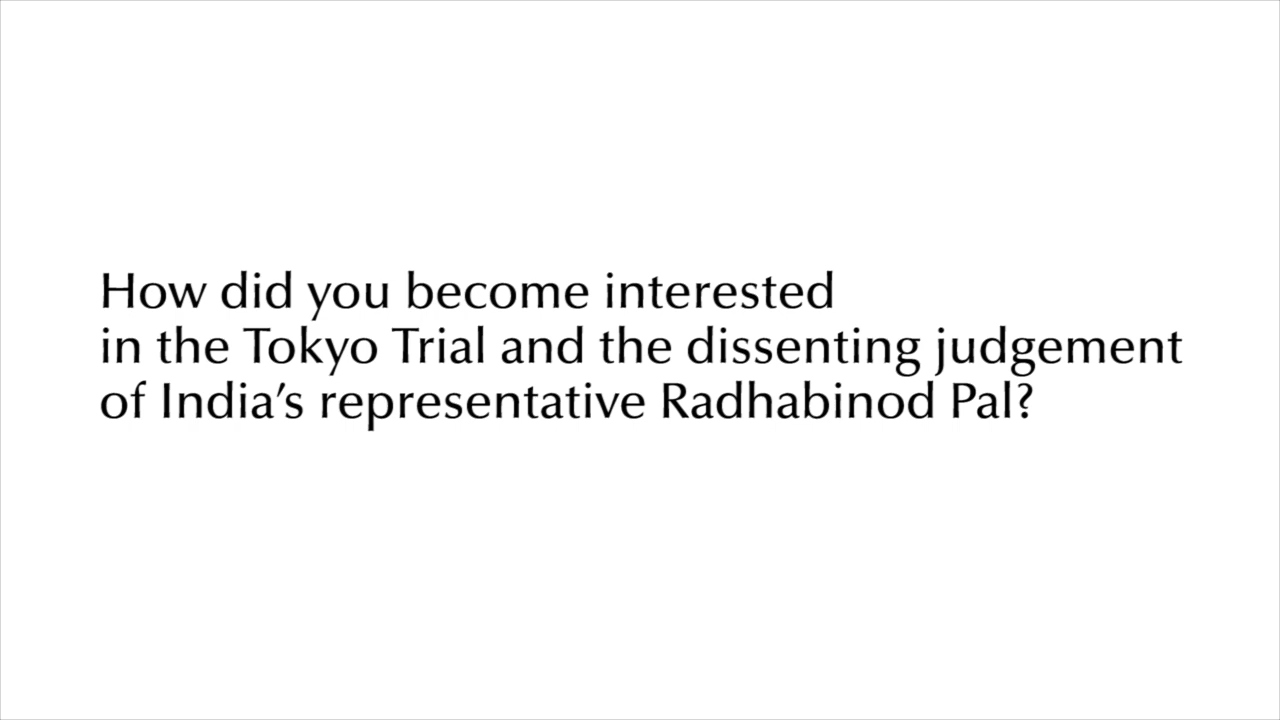 How did you become interested
in the Tokyo Trial and the dissenting judgement
of India’s representative Radhabinod Pal?